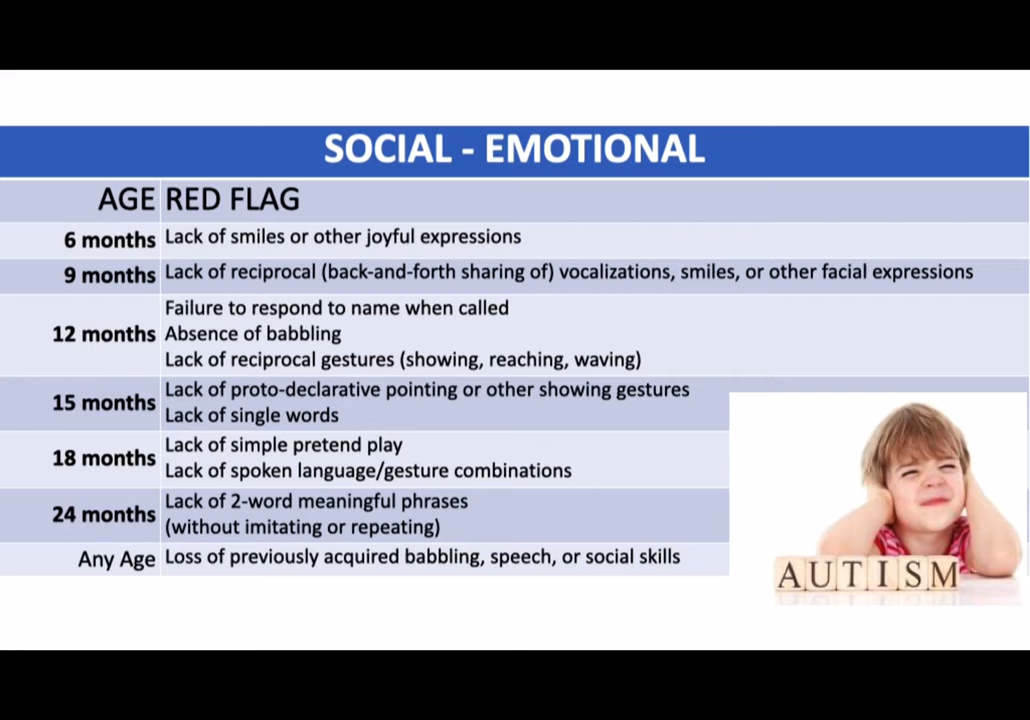 SOCIAL - EMOTIONAL
AGE RED FLAG
6 months Lack of smiles or other joyful expressions
9 months Lack of reciprocal (back-and-forth sharing of) vocalizations, smiles, or other facial expressions
12 months Failure to respond to name when called
Absence of babbling
Lack of reciprocal gestures (showing, reaching, waving)
15 months Lack of proto-declarative pointing or other showing gestures
Lack of single words
18 months Lack of simple pretend play
Lack of spoken language/gesture combinations
24 months Lack of 2-word meaningful phrases
(without imitating or repeating)
Any Age Loss of previously acquired babbling, speech, or social skills
AUTISM